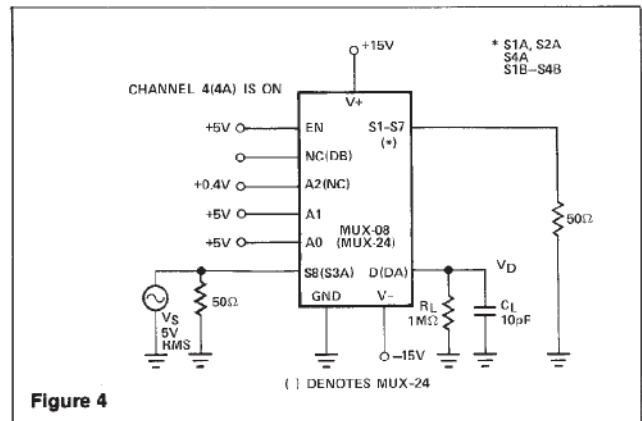 +15V
* S1A, S2A
S4A
S1B–S4B
CHANNEL 4(4A) IS ON
V+
+5V
EN
S1–S7
(*)
NC(DB)
+0.4V
A2(NC)
+5V
A1
50Ω
MUX-08
(MUX-24)
+5V
A0
S8(S3A)
D(DA)
VD
50Ω
GND
V–
RL
1MΩ
CL
10pF
VS
5V
RMS
–15V
( ) DENOTES MUX-24
Figure 4